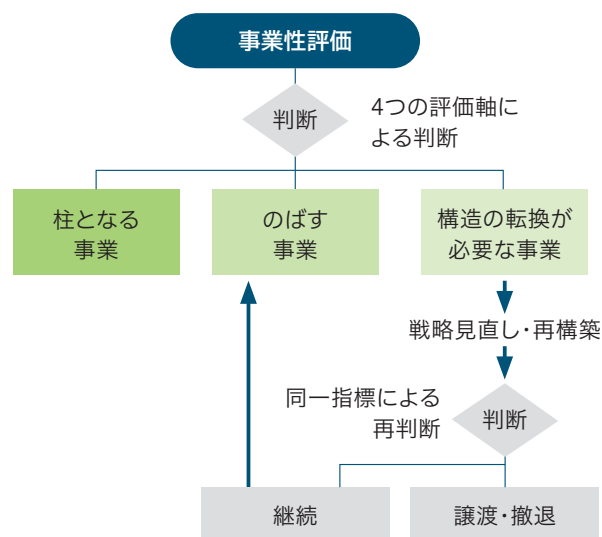 事業性評価
判断
4つの評価軸に
よる判断
柱となる
事業
のばす
事業
構造の転換が
必要な事業
戦略見直し・再構築
同一指標による
再判断
判断
継続
譲渡・撤退